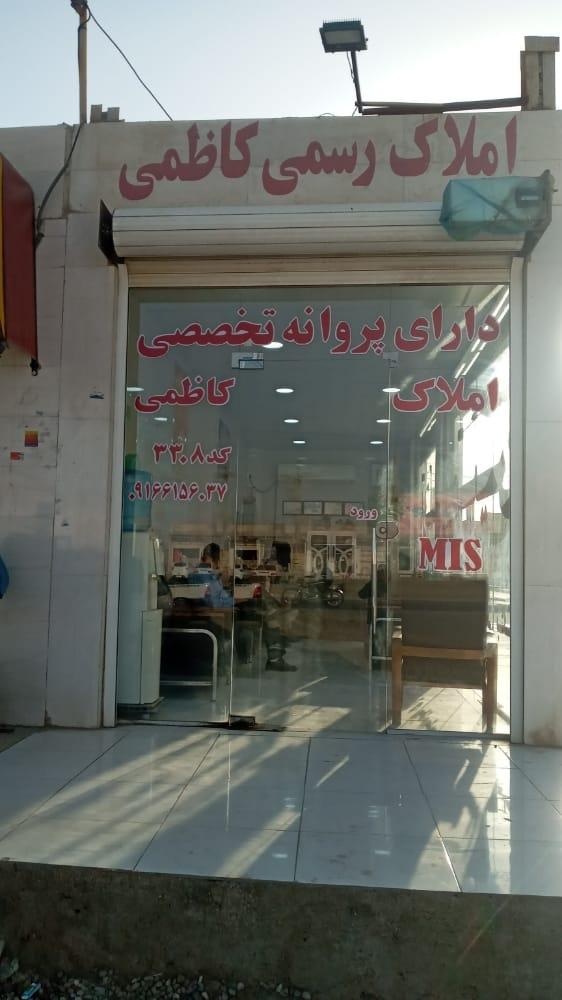 املاک رسمی کاظمی
دارای پروانه تخصصی
املاک کاظمی
کد ۳۳۰۸
۰۹۱۶۶۱۵۶۰۳۷
ورود
MIS